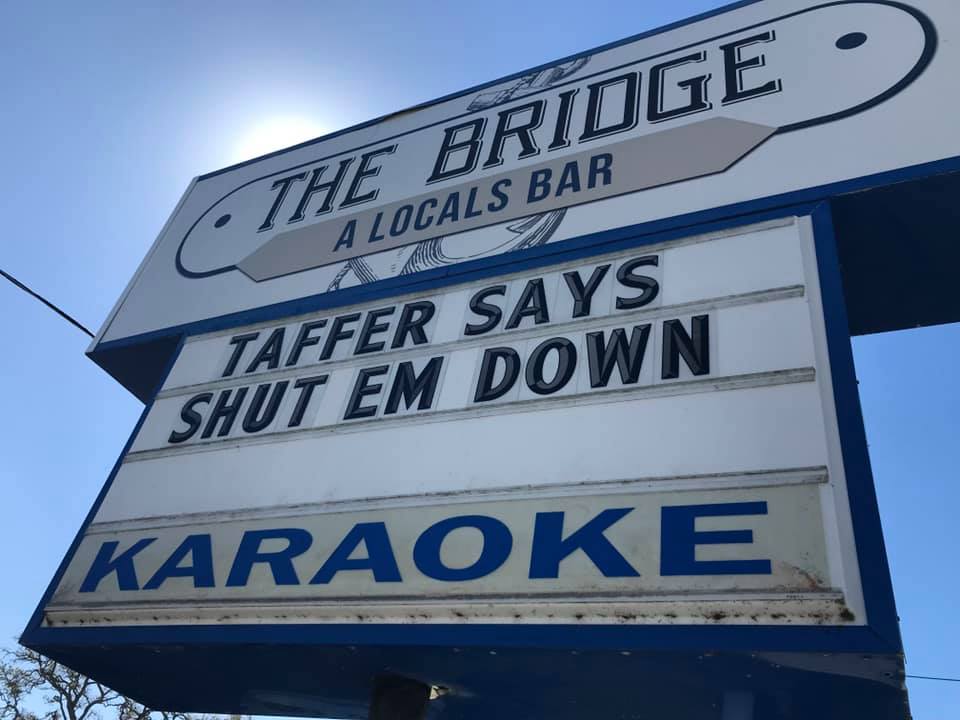 THE BRIDGE
A LOCALS BAR
TAFFER SAYS
SHUT EM DOWN
KARAOKE